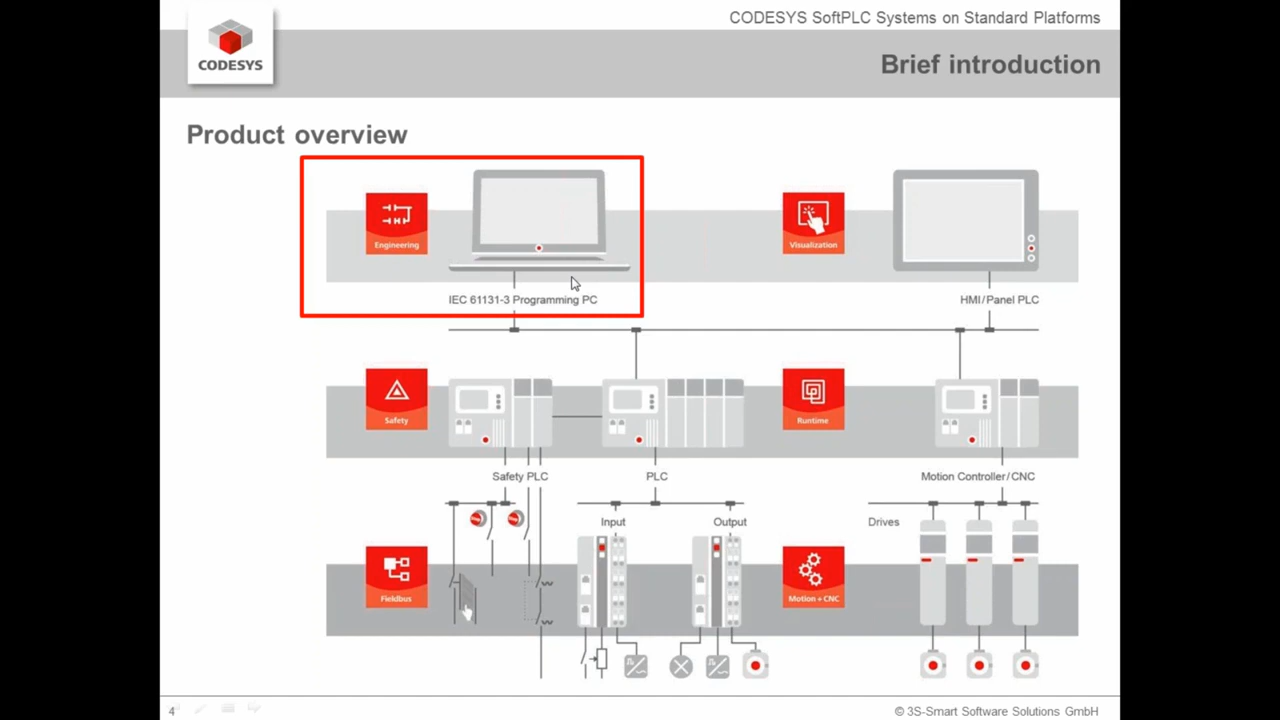 CODESYS SoftPLC Systems on Standard Platforms
CODESYS
Brief introduction
Product overview
Engineering
Visualization
IEC 61131-3 Programming PC
HMI/Panel PLC
Safety
Runtime
Safety PLC
PLC
Motion Controller/CNC
Input
Output
Drives
Fieldbus
Motion + CNC
4
© 3S-Smart Software Solutions GmbH